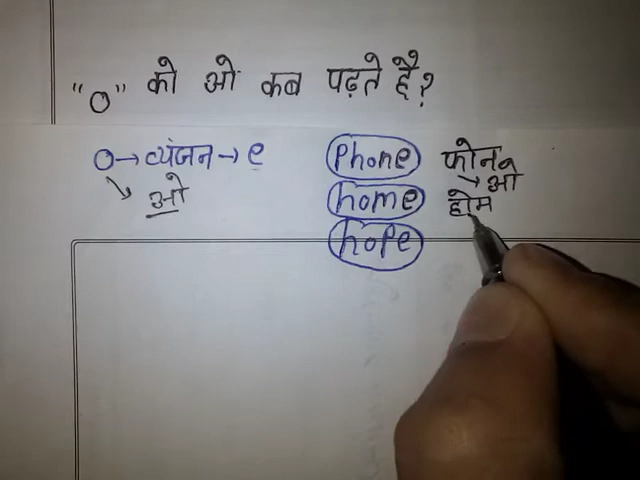 "o" को ओ कब पढ़ते है?
o→व्यंजन→e
ओ
Phone फोन
→ओ
home होम
hope